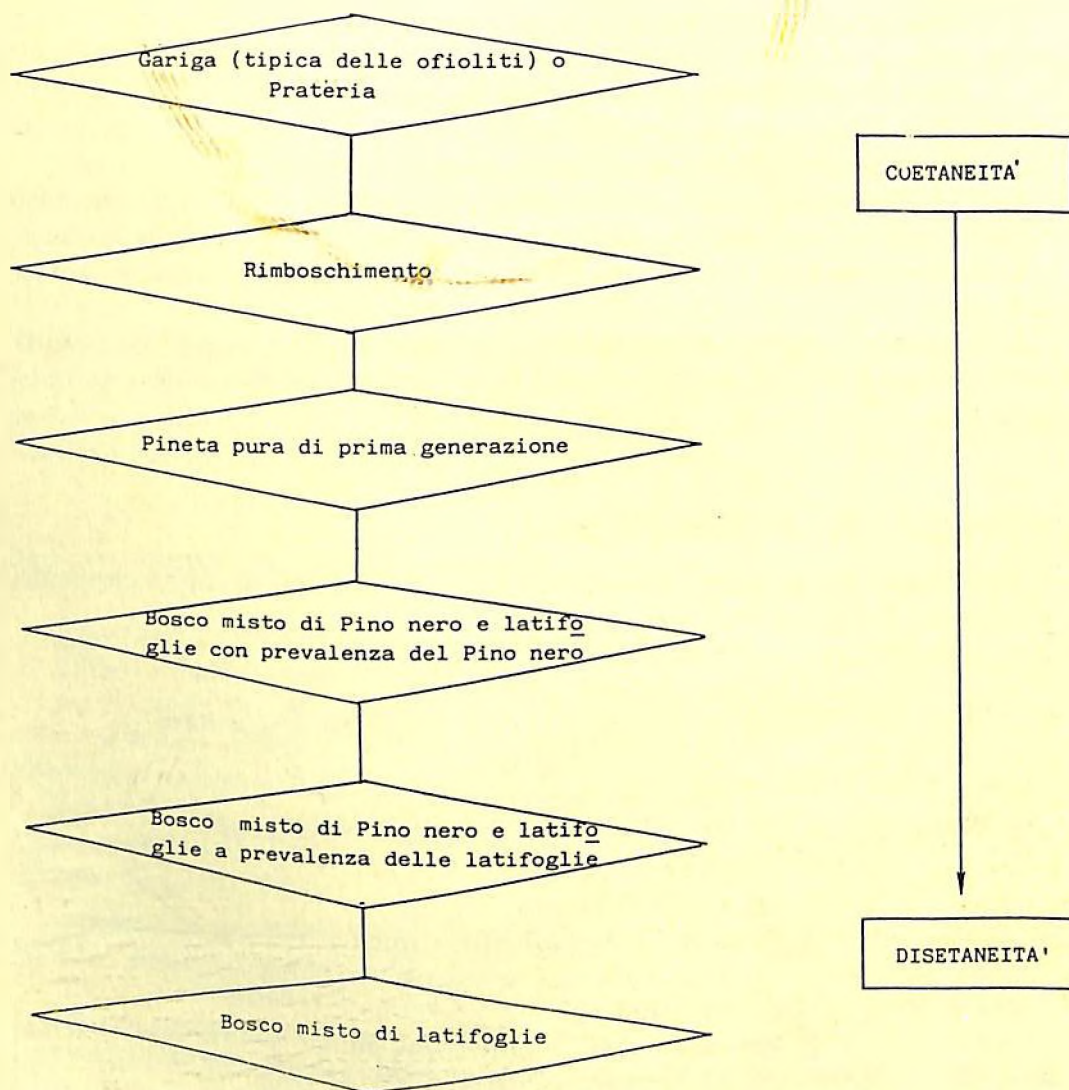 Gariga (tipica delle ofioliti) o
Prateria
COETANEITA'
Rimboschimento
Pineta pura di prima generazione
Bosco misto di Pino nero e latifo
glie con prevalenza del Pino nero
Bosco misto di Pino nero e latifo
glie a prevalenza delle latifoglie
DISETANEITA'
Bosco misto di latifoglie